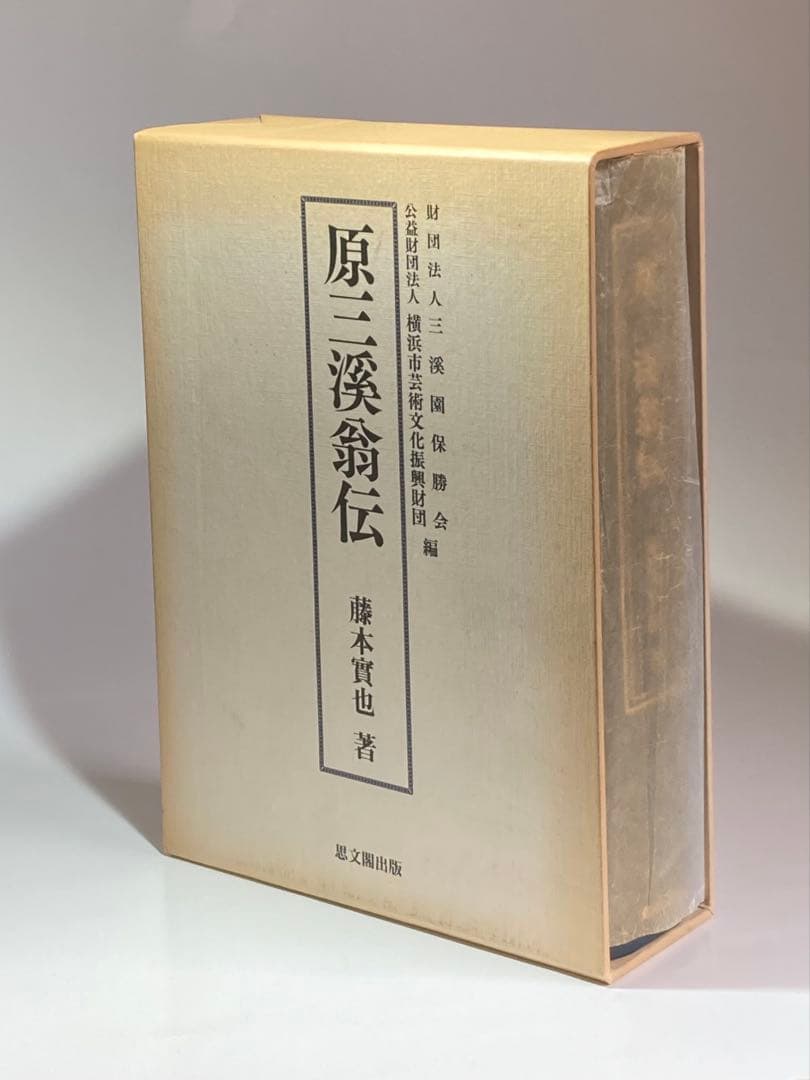 財団法人三溪園保勝会
公益財団法人 横浜市芸術文化振興財団 編
原三溪翁伝
藤本實也 著
思文閣出版